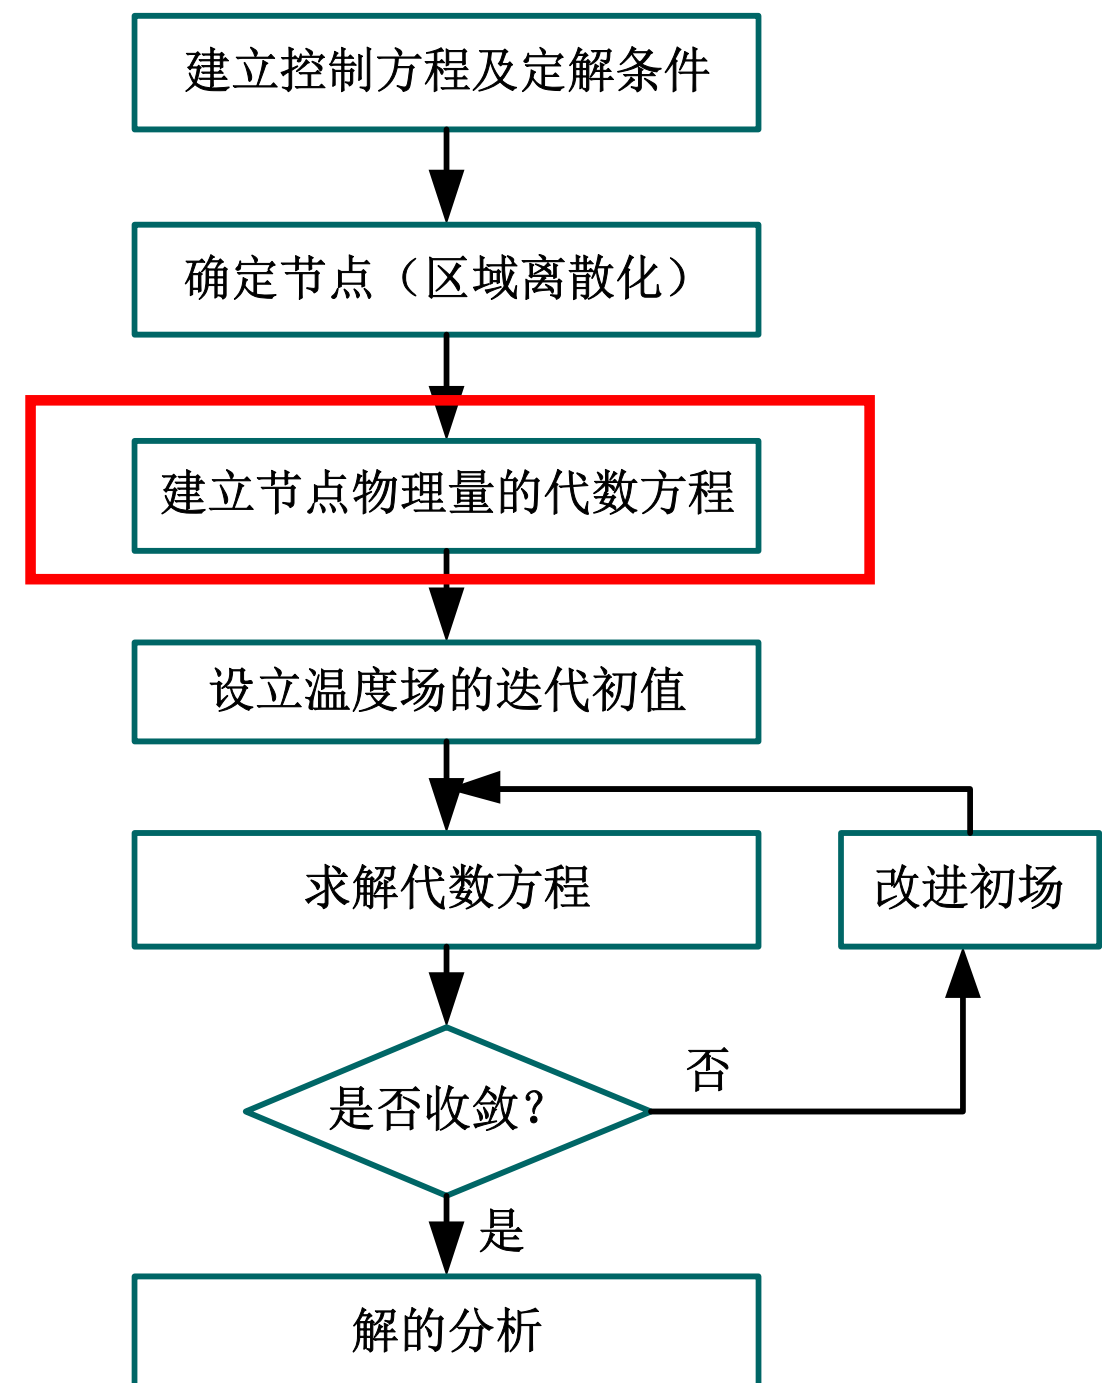 建立控制方程及定解条件
确定节点（区域离散化）
建立节点物理量的代数方程
设立温度场的迭代初值
求解代数方程
改进初场
是否收敛？
否
是
解的分析